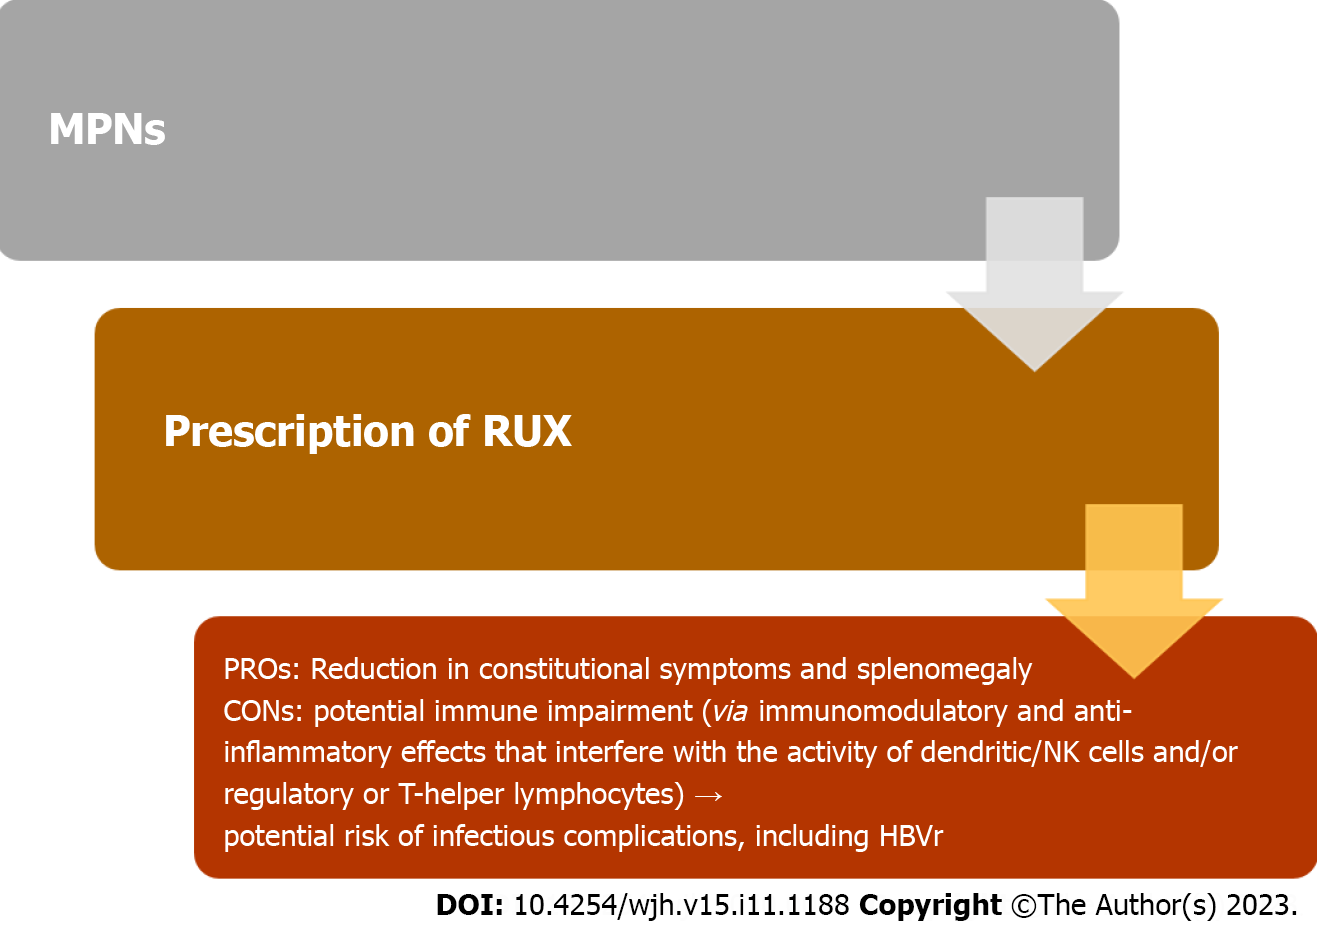 MPNs
Prescription of RUX
PROs: Reduction in constitutional symptoms and splenomegaly
CONs: potential immune impairment (via immunomodulatory and anti-
inflammatory effects that interfere with the activity of dendritic/NK cells and/or
regulatory or T-helper lymphocytes) →
potential risk of infectious complications, including HBVr
DOI: 10.4254/wjh.v15.i11.1188 Copyright ©The Author(s) 2023.